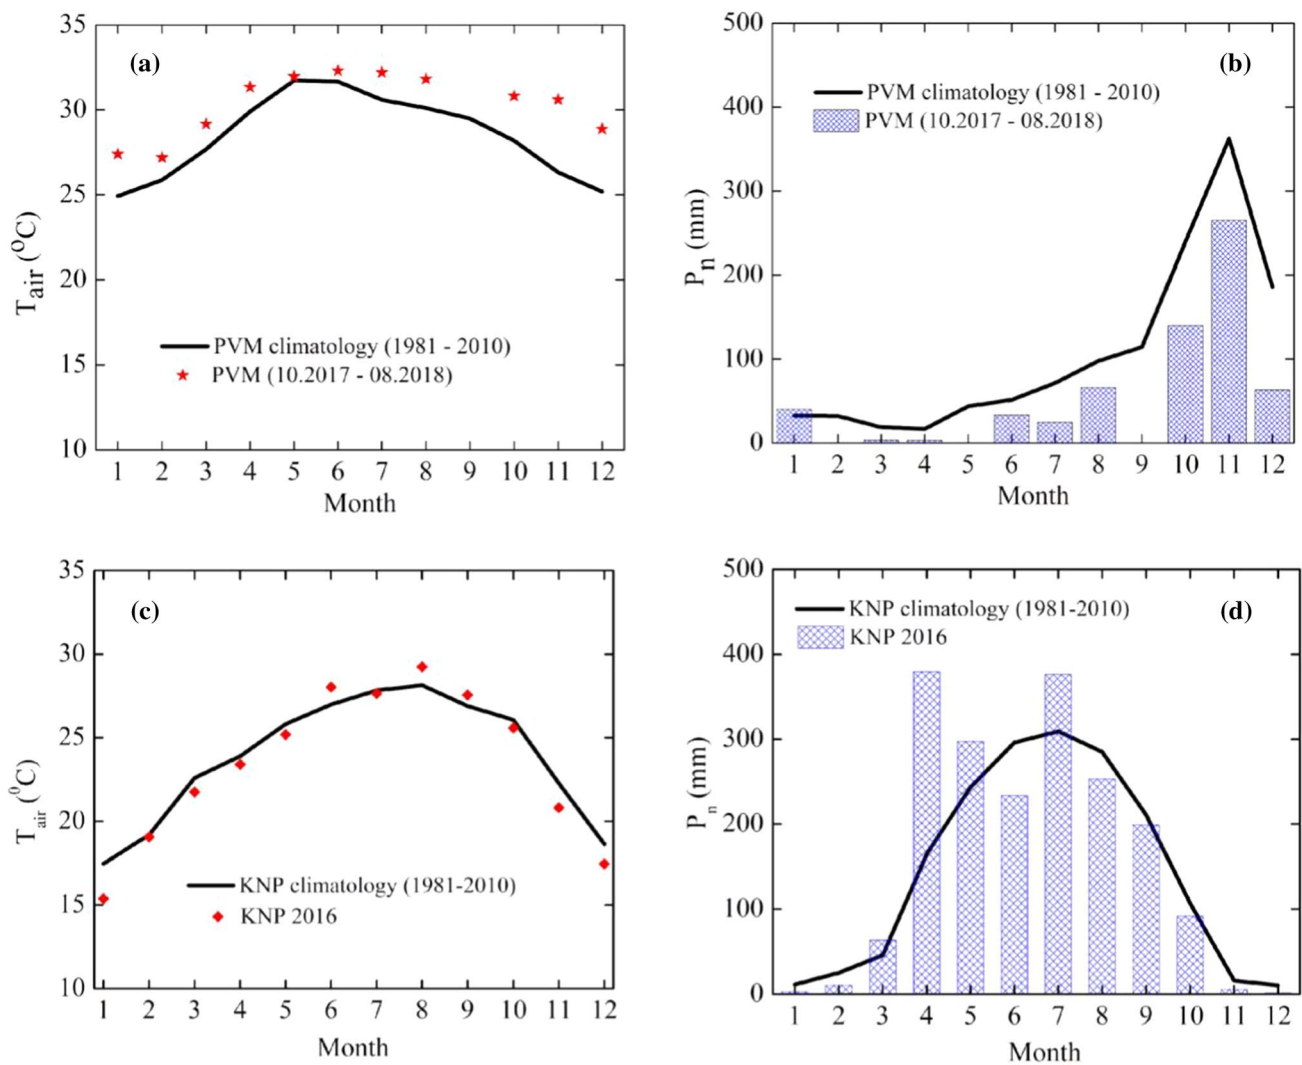 (a)
35
30
25
20
15
10
T_air (°C)
PVM climatology (1981 - 2010)
PVM (10.2017 - 08.2018)
1 2 3 4 5 6 7 8 9 10 11 12
Month
(b)
500
400
300
200
100
0
P_n (mm)
PVM climatology (1981 - 2010)
PVM (10.2017 - 08.2018)
1 2 3 4 5 6 7 8 9 10 11 12
Month
(c)
35
30
25
20
15
10
T_air (⁰C)
KNP climatology (1981-2010)
KNP 2016
1 2 3 4 5 6 7 8 9 10 11 12
Month
(d)
500
400
300
200
100
0
P_n (mm)
KNP climatology (1981-2010)
KNP 2016
1 2 3 4 5 6 7 8 9 10 11 12
Month